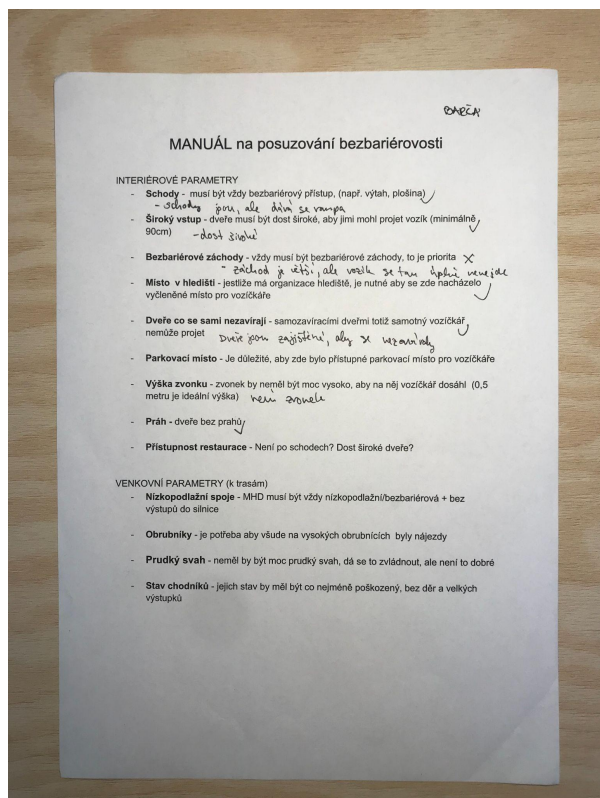 BARČA
MANUÁL na posuzování bezbariérovosti
INTERIÉROVÉ PARAMETRY
- Schody - musí být vždy bezbariérový přístup, (např. výtah, plošina) ✓
- schody jsou, ale dává se rampa
- Široký vstup - dveře musí být dost široké, aby jimi mohl projet vozík (minimálně ✓
90cm) - dost široké
- Bezbariérové záchody - vždy musí být bezbariérové záchody, to je priorita X
- záchod je větší, ale vozík se tam úplně nevejde
- Místo v hledišti - jestliže má organizace hlediště, je nutné aby se zde nacházelo ✓
vyčleněné místo pro vozíčkáře
- Dveře co se sami nezavírají - samozavíracími dveřmi totiž samotný vozíčkář ✓
nemůže projet Dveře jsou zajištěné, aby se nezavíraly
- Parkovací místo - Je důležité, aby zde bylo přístupné parkovací místo pro vozíčkáře
- Výška zvonku - zvonek by neměl být moc vysoko, aby na něj vozíčkář dosáhl (0,5
metru je ideální výška) není zvonek
- Práh - dveře bez prahů ✓
- Přístupnost restaurace - Není po schodech? Dost široké dveře?
VENKOVNÍ PARAMETRY (k trasám)
- Nízkopodlažní spoje - MHD musí být vždy nízkopodlažní/bezbariérová + bez
výstupů do silnice
- Obrubníky - je potřeba aby všude na vysokých obrubnících byly nájezdy
- Prudký svah - neměl by být moc prudký svah, dá se to zvládnout, ale není to dobré
- Stav chodníků - jejich stav by měl být co nejméně poškozený, bez děr a velkých
výstupků